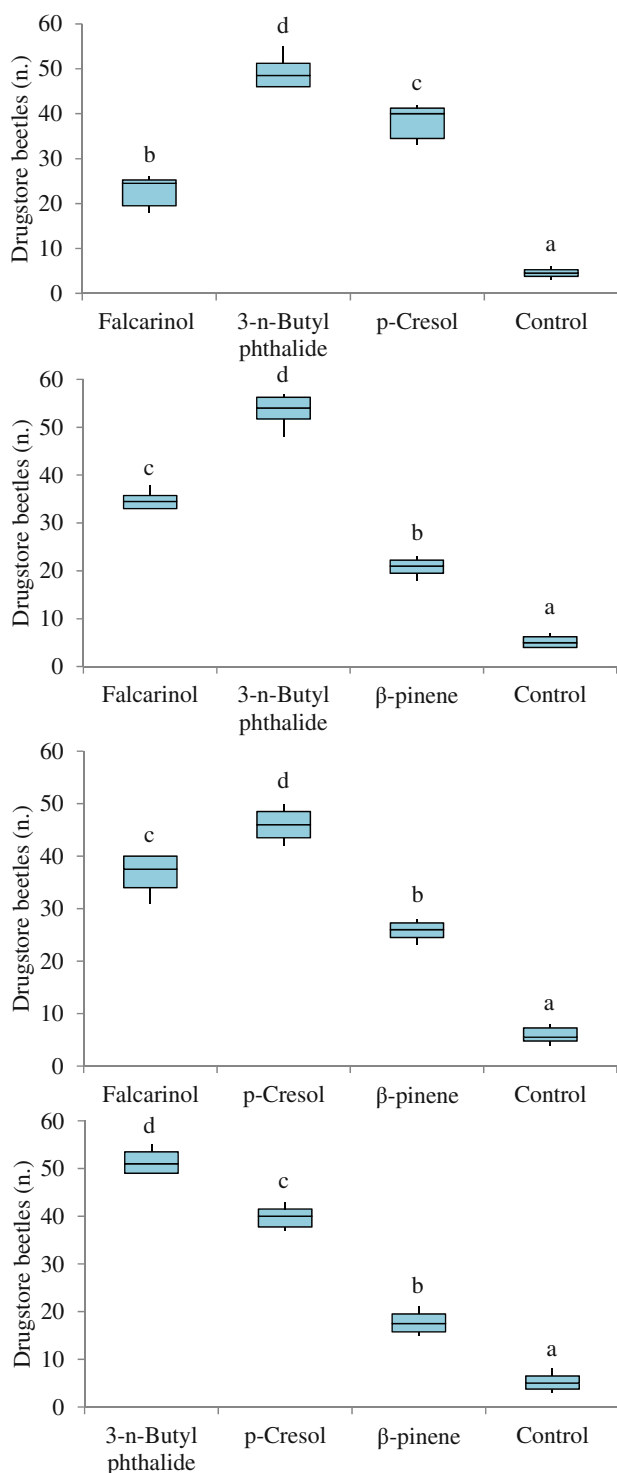 60
50
40
30
20
10
0
Drugstore beetles (n.)
b
d
c
a
Falcarinol
3-n-Butyl
phthalide
p-Cresol
Control
60
50
40
30
20
10
0
Drugstore beetles (n.)
c
d
b
a
Falcarinol
3-n-Butyl
phthalide
β-pinene
Control
60
50
40
30
20
10
0
Drugstore beetles (n.)
c
d
b
a
Falcarinol
p-Cresol
β-pinene
Control
60
50
40
30
20
10
0
Drugstore beetles (n.)
d
c
b
a
3-n-Butyl
phthalide
p-Cresol
β-pinene
Control